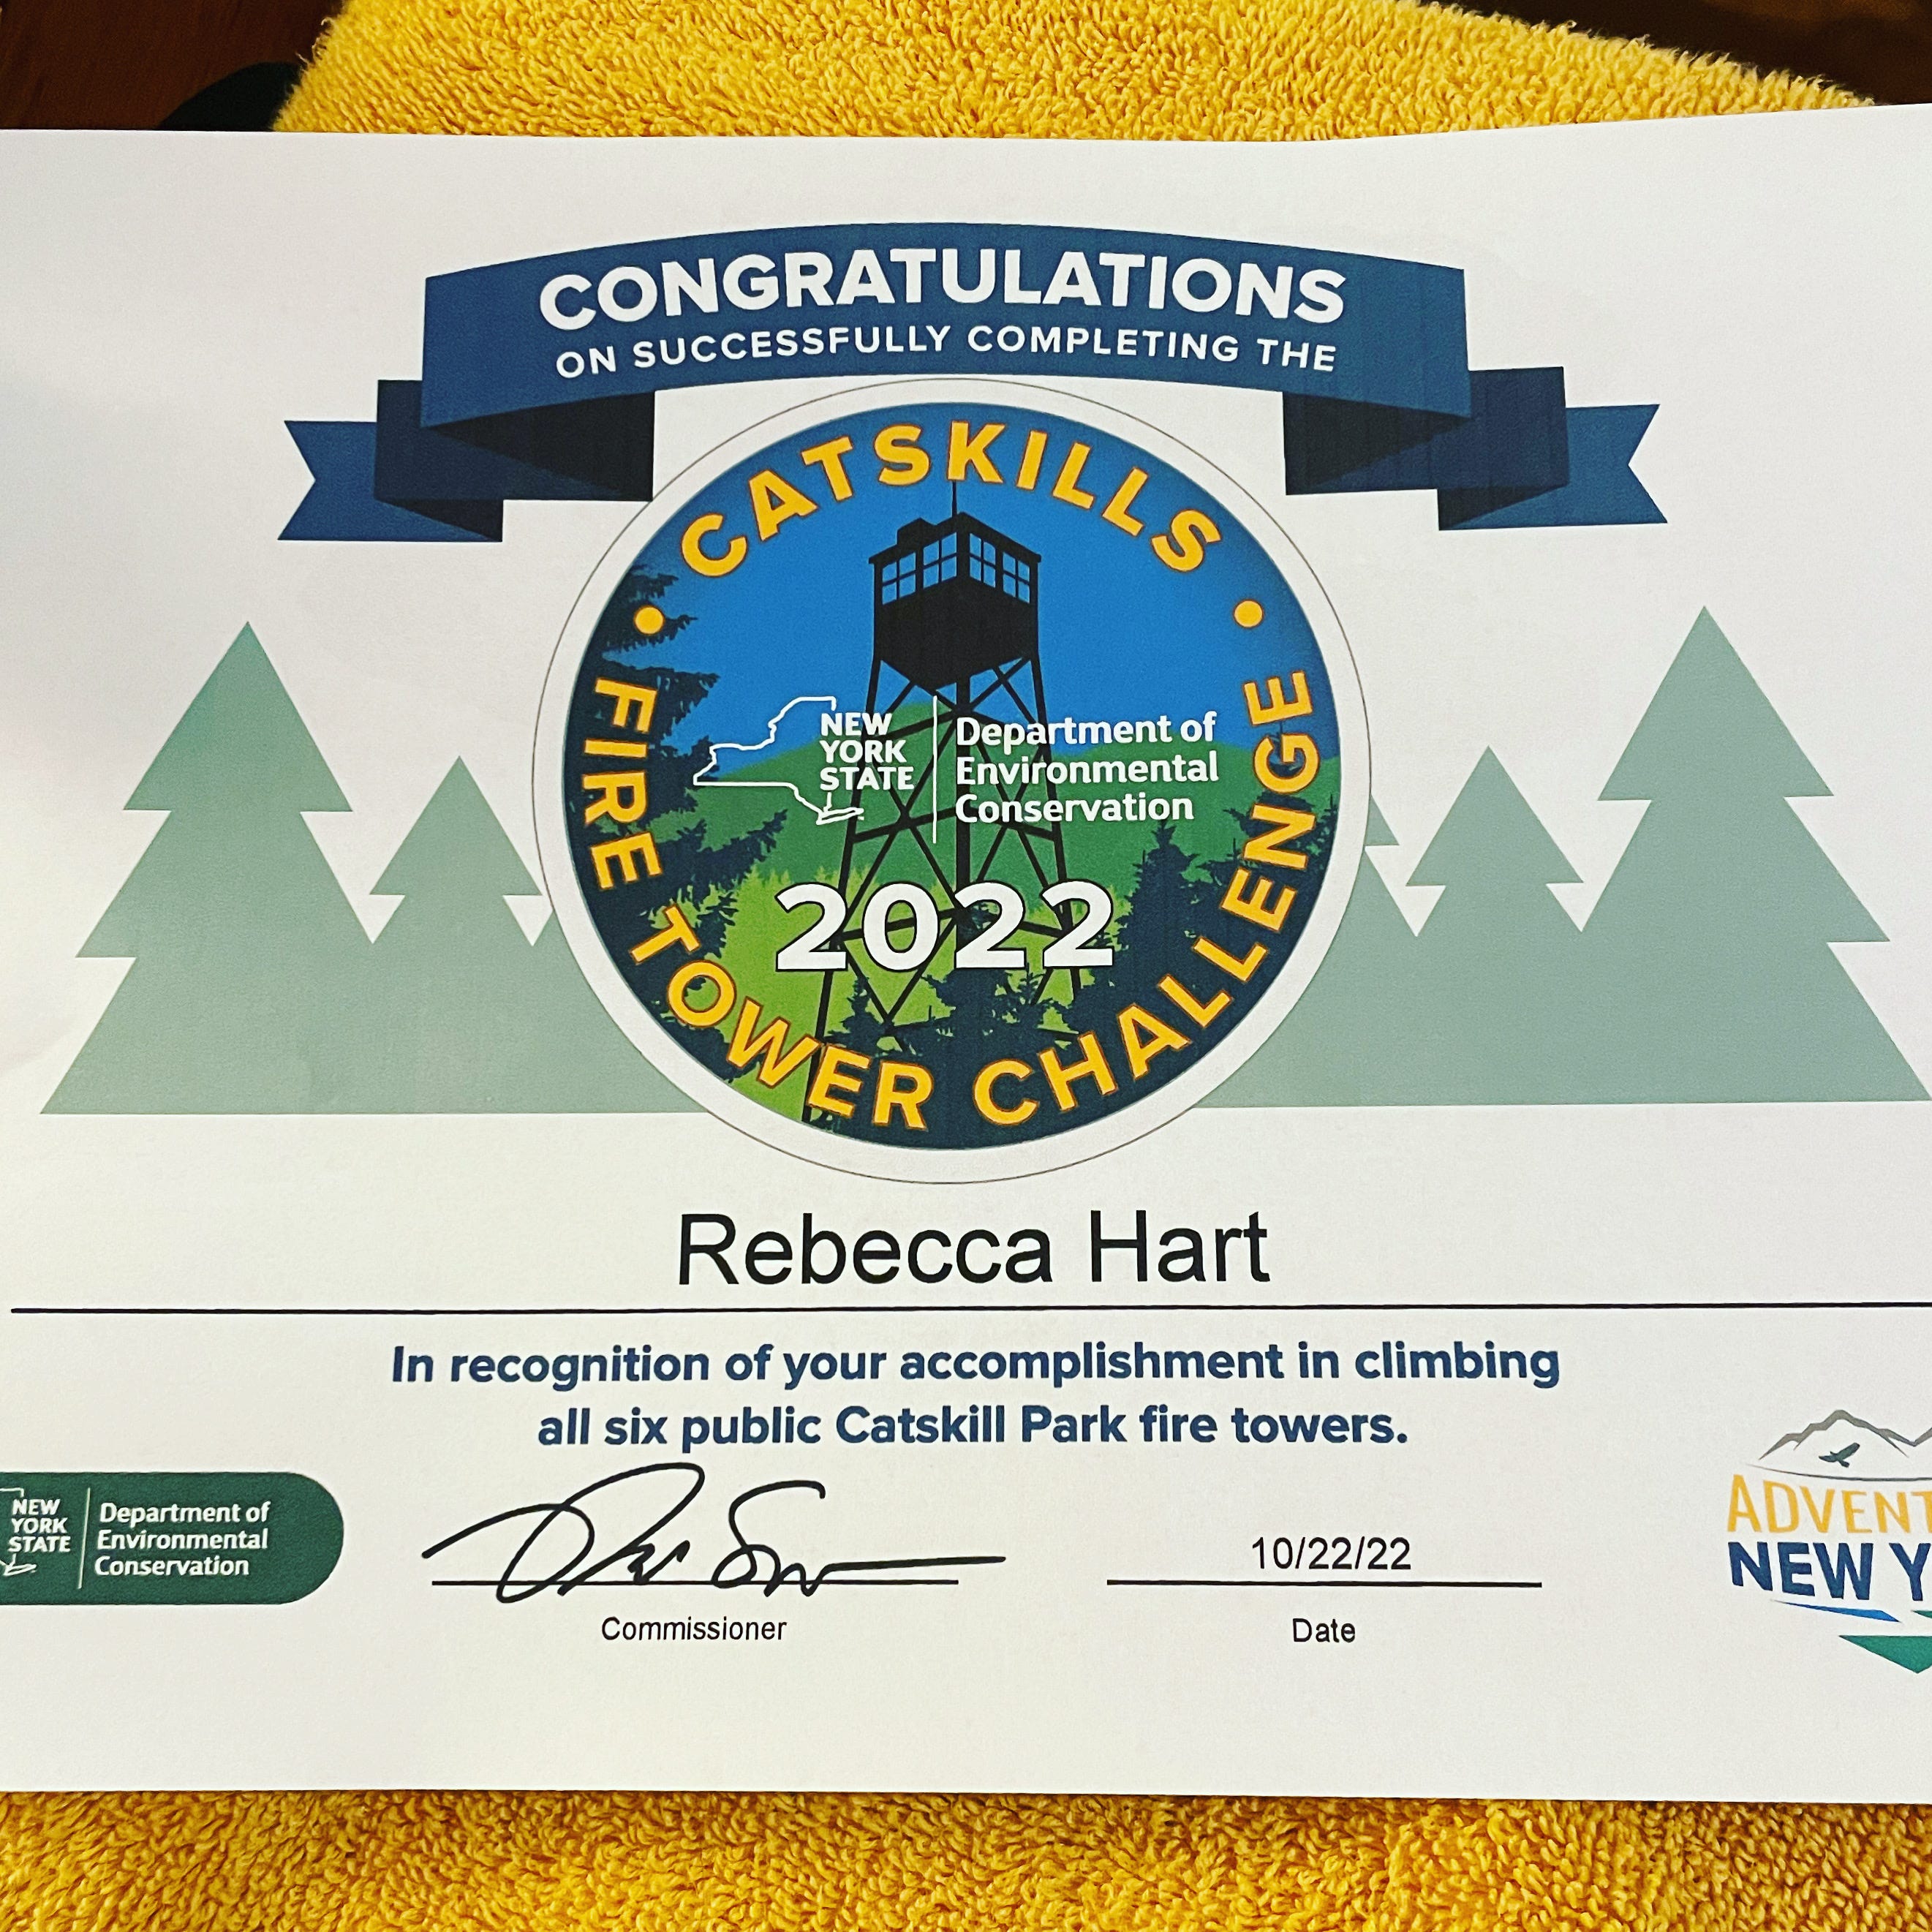 CONGRATULATIONS
ON SUCCESSFULLY COMPLETING THE
• CATSKILLS •
FIRE TOWER CHALLENGE
NEW
YORK
STATE
Department of
Environmental
Conservation
2022
Rebecca Hart
In recognition of your accomplishment in climbing
all six public Catskill Park fire towers.
NEW
YORK
STATE
Department of
Environmental
Conservation
Commissioner
10/22/22
Date
ADVENT
NEW Y